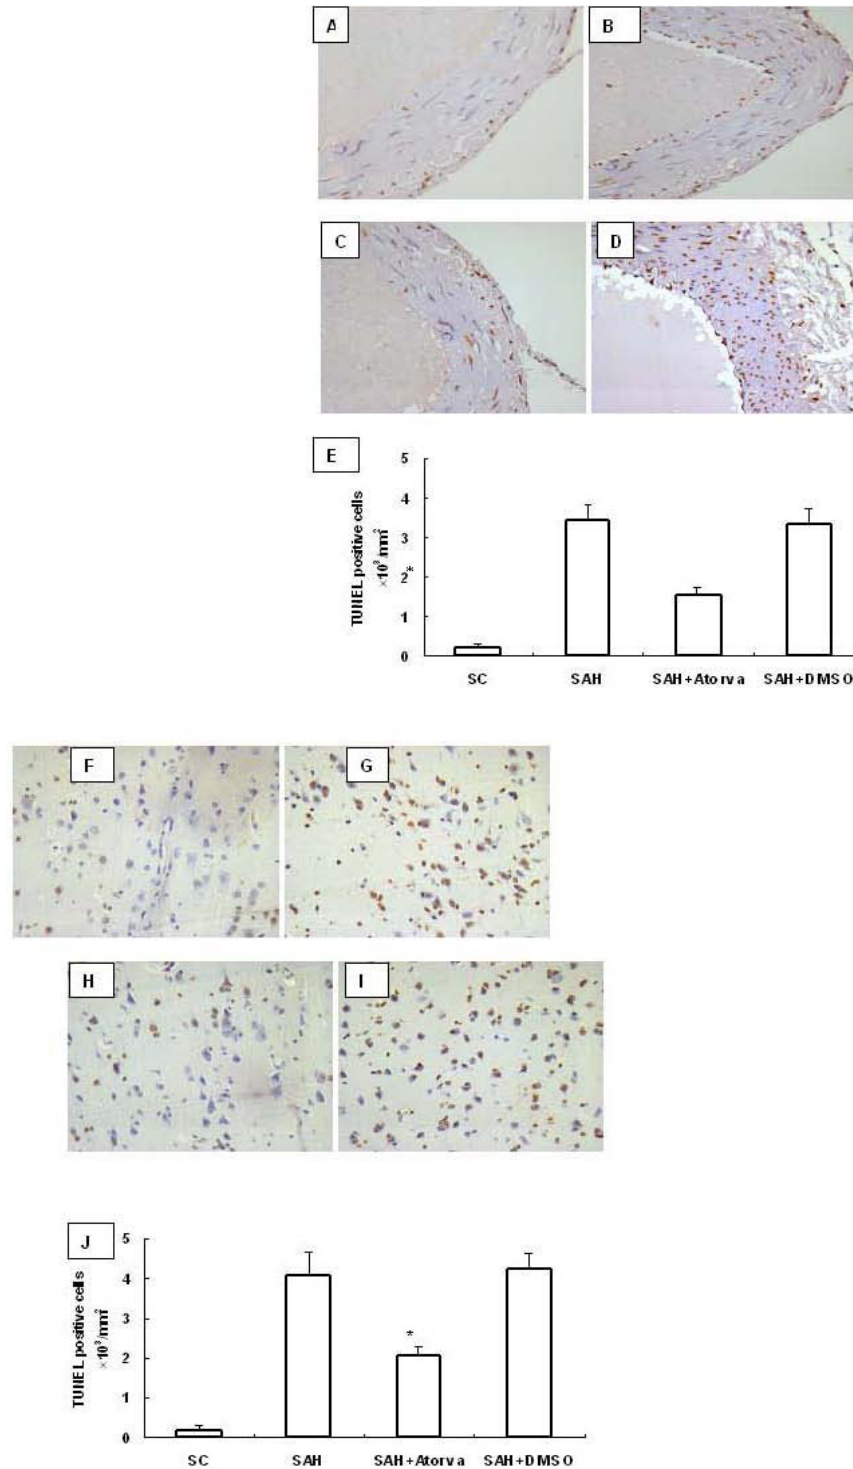 A
B
C
D
E
TUNEL positive cells
×10³/mm²
5
4
3
2
*
1
0
SC SAH SAH+Atorva SAH+DMSO
F
G
H
I
J
TUNEL positive cells
×10³/mm²
5
4
3
2
1
0
*
SC SAH SAH+Atorva SAH+DMSO